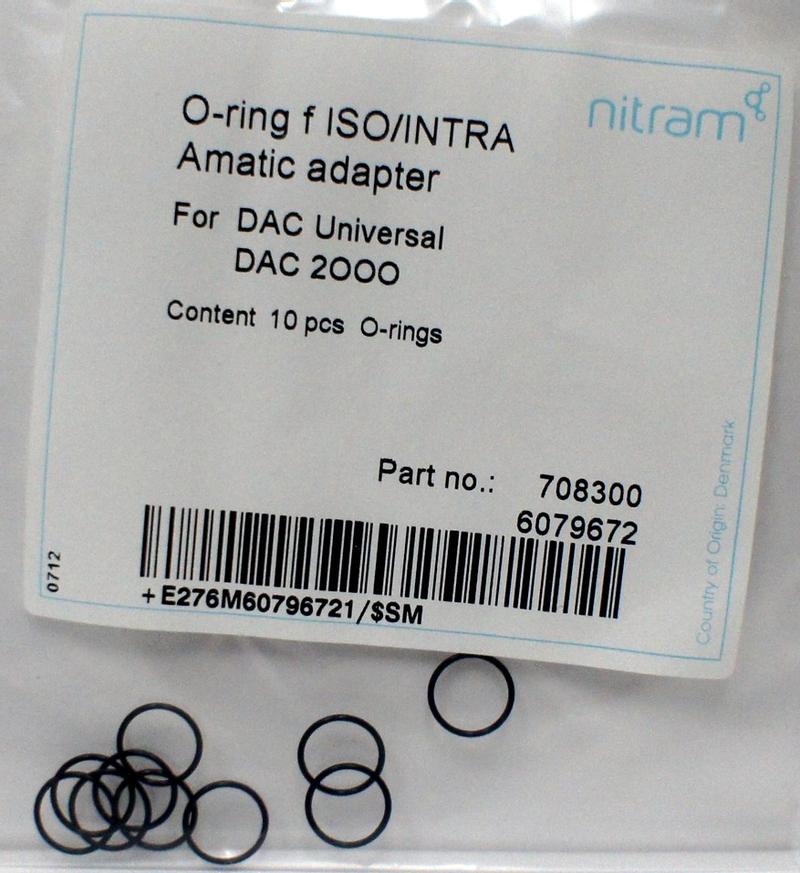 nitram
O-ring f ISO/INTRA
Amatic adapter
For DAC Universal
DAC 2000
Content 10 pcs O-rings
Part no.: 708300
6079672
+E276M60796721/$SM
0712
Country of Origin: Denmark